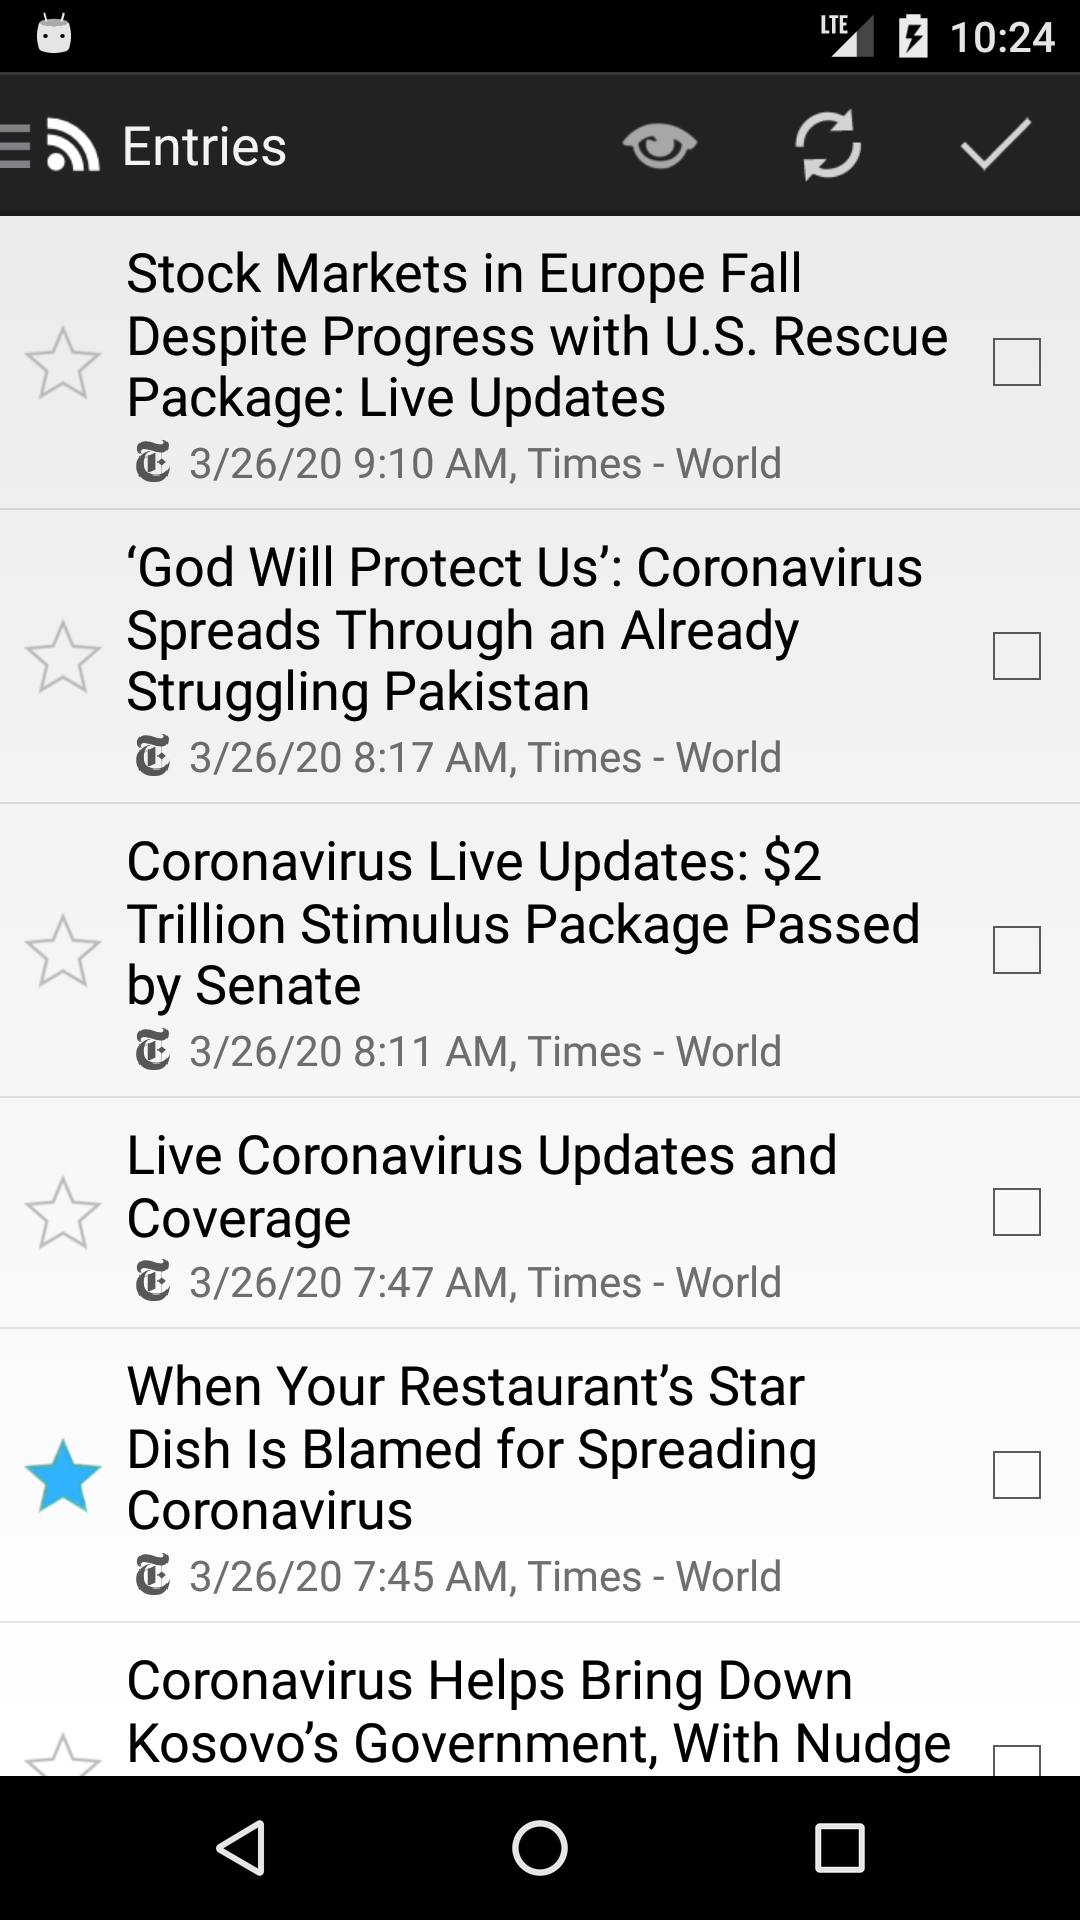 LTE 10:24
Entries
Stock Markets in Europe Fall
Despite Progress with U.S. Rescue
Package: Live Updates
3/26/20 9:10 AM, Times - World
‘God Will Protect Us’: Coronavirus
Spreads Through an Already
Struggling Pakistan
3/26/20 8:17 AM, Times - World
Coronavirus Live Updates: $2
Trillion Stimulus Package Passed
by Senate
3/26/20 8:11 AM, Times - World
Live Coronavirus Updates and
Coverage
3/26/20 7:47 AM, Times - World
When Your Restaurant’s Star
Dish Is Blamed for Spreading
Coronavirus
3/26/20 7:45 AM, Times - World
Coronavirus Helps Bring Down
Kosovo’s Government, With Nudge